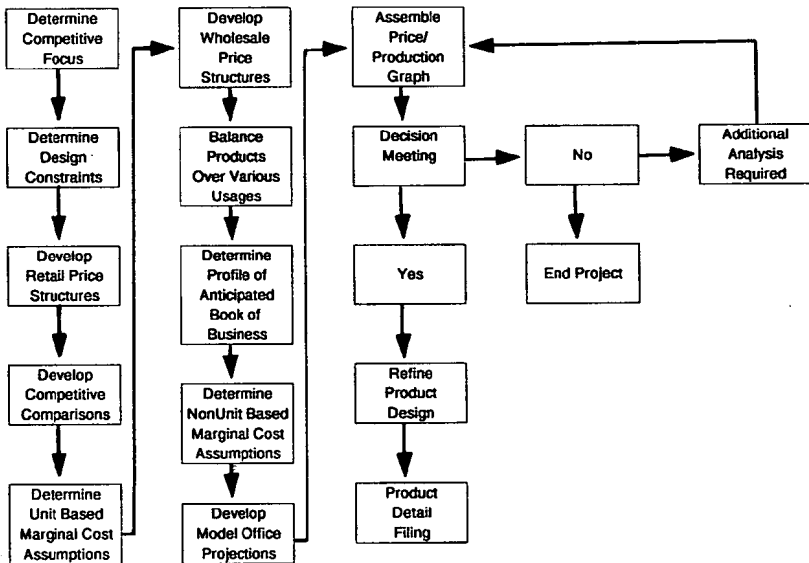 Determine
Competitive
Focus
Determine
Design
Constraints
Develop
Retail Price
Structures
Develop
Competitive
Comparisons
Determine
Unit Based
Marginal Cost
Assumptions
Develop
Wholesale
Price
Structures
Balance
Products
Over Various
Usages
Determine
Profile of
Anticipated
Book of
Business
Determine
NonUnit Based
Marginal Cost
Assumptions
Develop
Model Office
Projections
Assemble
Price/
Production
Graph
Decision
Meeting
Yes
Refine
Product
Design
Product
Detail
Filing
No
End Project
Additional
Analysis
Required